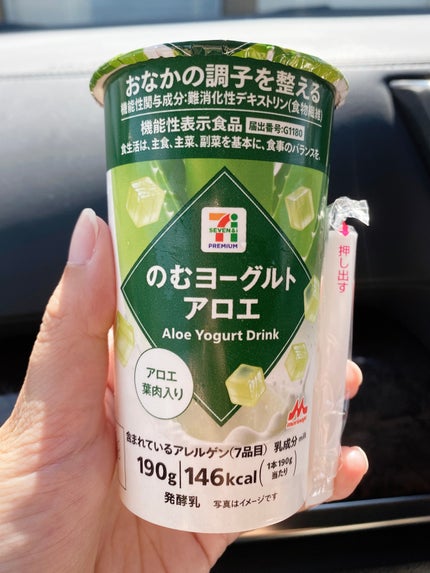 おなかの調子を整える
機能性関与成分:難消化性デキストリン(食物繊維)
機能性表示食品 届出番号:G1180
食生活は、主食、主菜、副菜を基本に、食事のバランスを。
7
SEVEN&i
PREMIUM
のむヨーグルト
アロエ
Aloe Yogurt Drink
アロエ
葉肉入り
押し出す
morinaga
含まれているアレルゲン(7品目) 乳成分 milk
190g 146kcal (1本190g当たり)
発酵乳 写真はイメージです